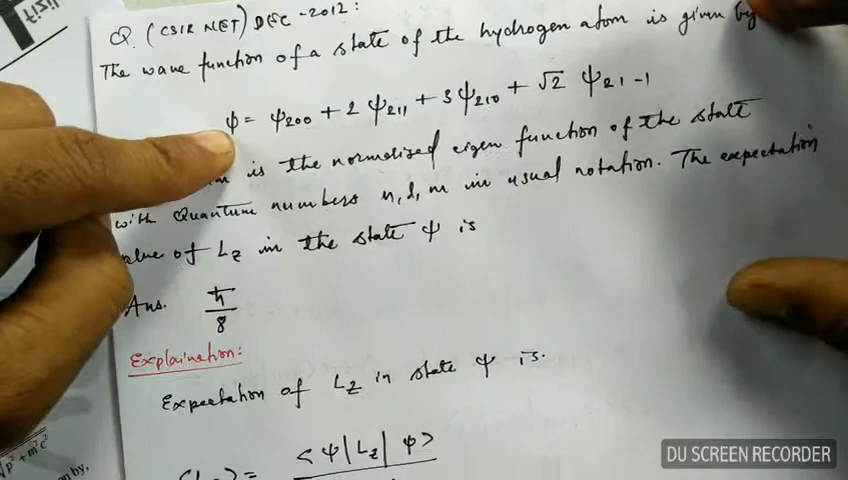 Q. (CSIR NET) DEC -2012:
The wave function of a state of the hydrogen atom is given by
ψ = ψ200 + 2 ψ211 + 3 ψ210 + √2 ψ21-1
is the normalised eigen function of the state
with Quantum numbers n, l, m in usual notation. The expectation
value of Lz in the state ψ is
Ans. ħ/8
Explaination:
Expectation of Lz in state ψ is.
<ψ|Lz|ψ>
p²+m²c²
DU SCREEN RECORDER